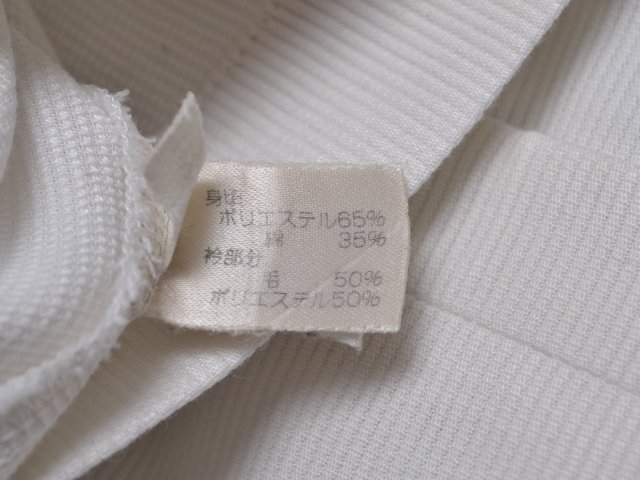 身頃
ポリエステル65%
綿 35%
衿部分
毛 50%
ポリエステル50%